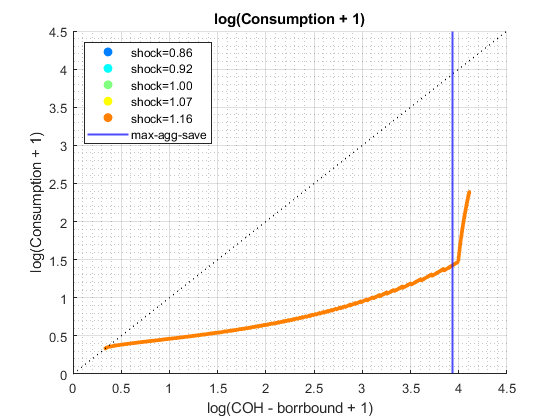 log(Consumption + 1)
4.5
4
3.5
3
2.5
2
1.5
1
0.5
0
log(Consumption + 1)
shock=0.86
shock=0.92
shock=1.00
shock=1.07
shock=1.16
max-agg-save
0 0.5 1 1.5 2 2.5 3 3.5 4 4.5
log(COH - borrbound + 1)